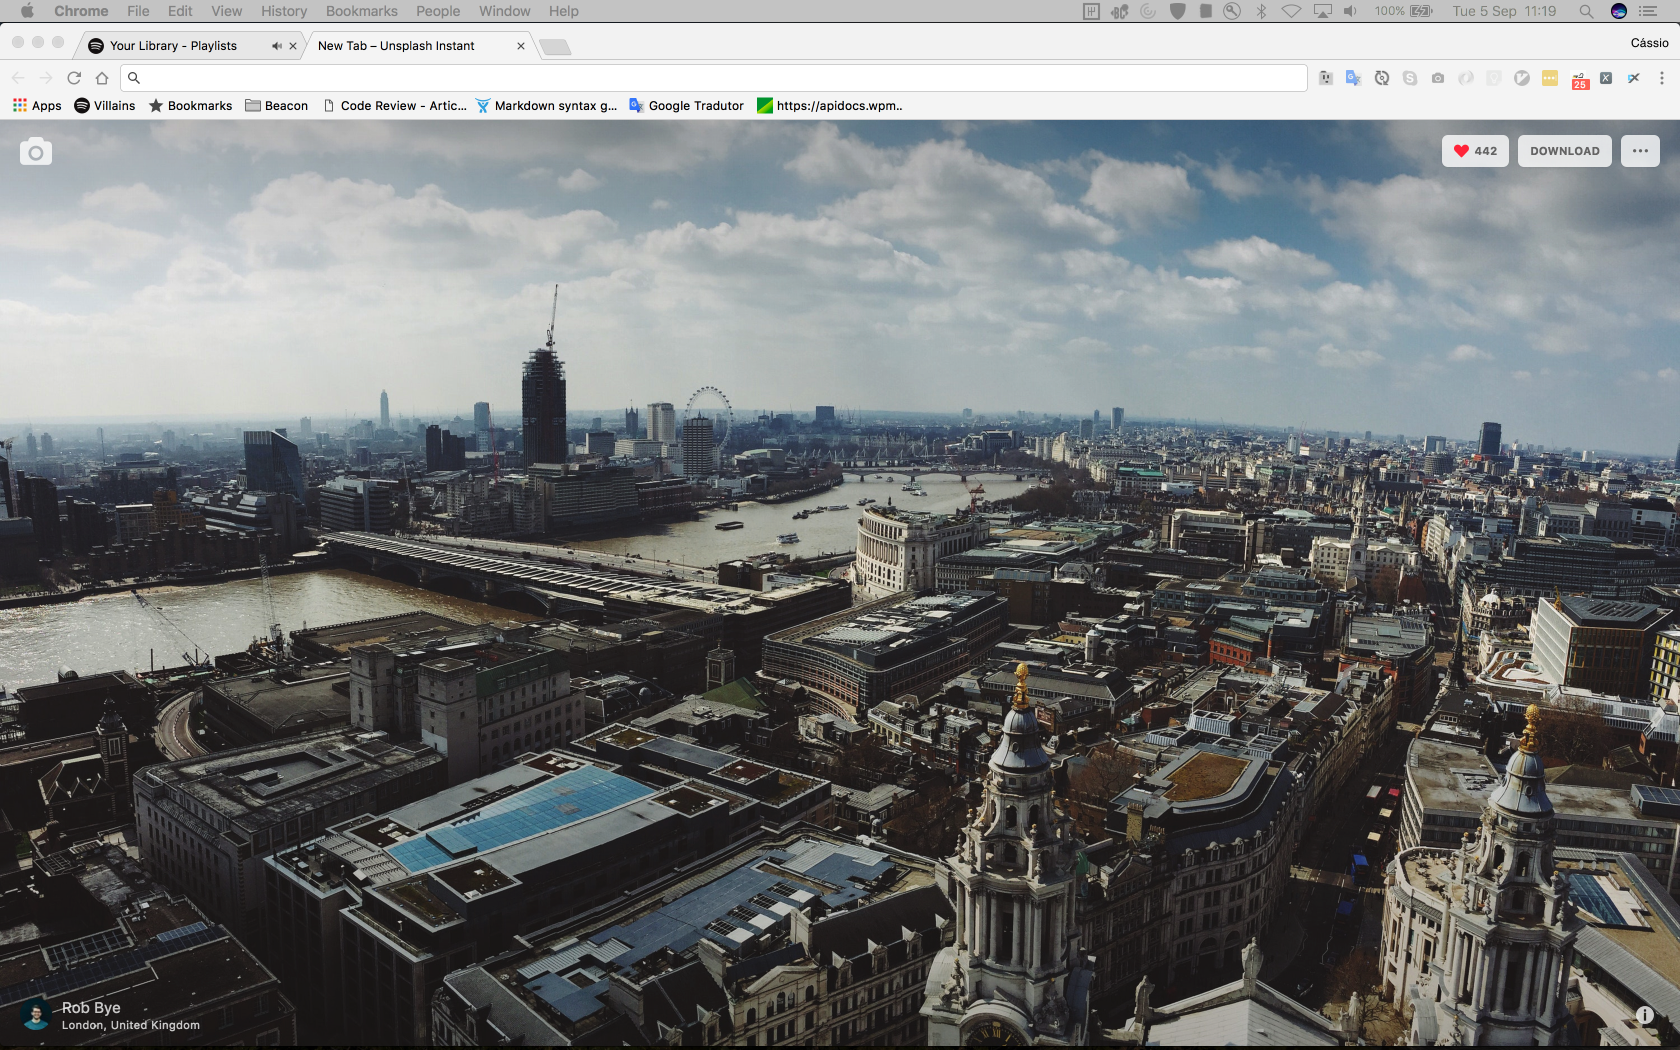 Chrome File Edit View History Bookmarks People Window Help 100% Tue 5 Sep 11:19
Your Library - Playlists New Tab – Unsplash Instant Cássio
25
Apps Villains Bookmarks Beacon Code Review - Artic... Markdown syntax g... Google Tradutor https://apidocs.wpm..
442 DOWNLOAD
Rob Bye
London, United Kingdom